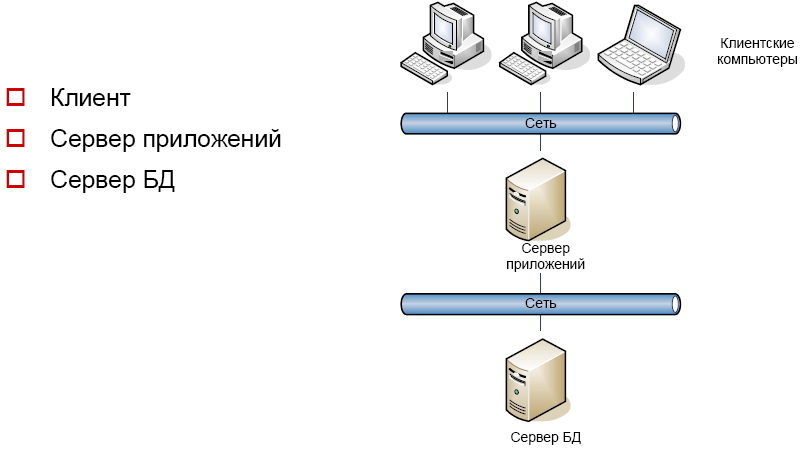 Клиент
Сервер приложений
Сервер БД
Клиентские
компьютеры
Сеть
Сервер
приложений
Сеть
Сервер БД